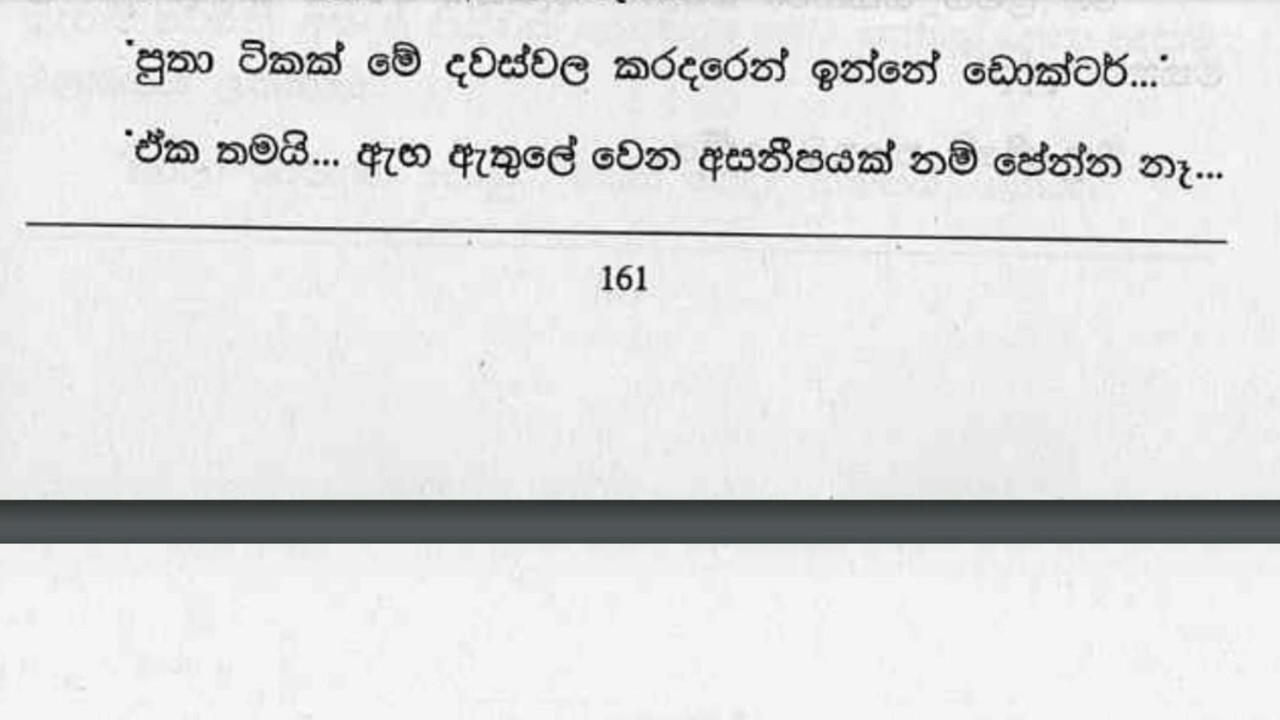 'පුතා ටිකක් මේ දවස්වල කරදරෙන් ඉන්නේ ඩොක්ටර්...'
'ඒක තමයි... ඇඟ ඇතුලේ වෙන අසනීපයක් නම් පේන්න නෑ...
161